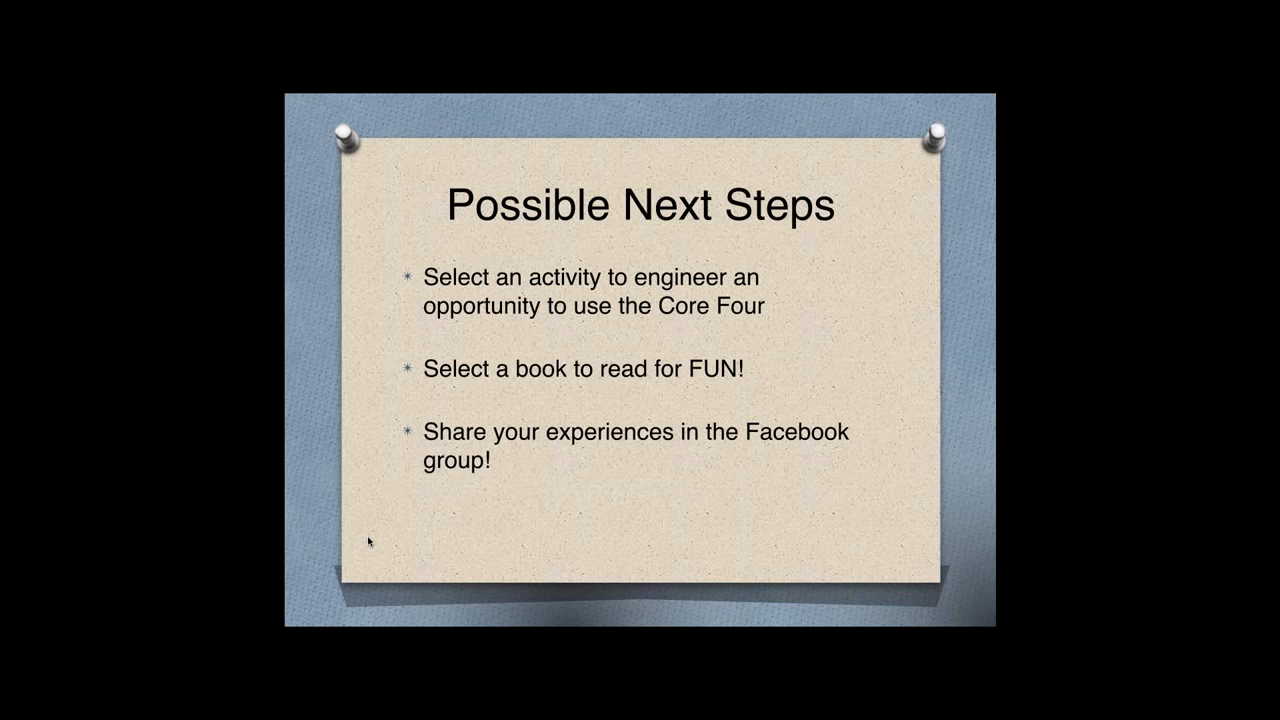 Possible Next Steps
Select an activity to engineer an
opportunity to use the Core Four
Select a book to read for FUN!
Share your experiences in the Facebook
group!